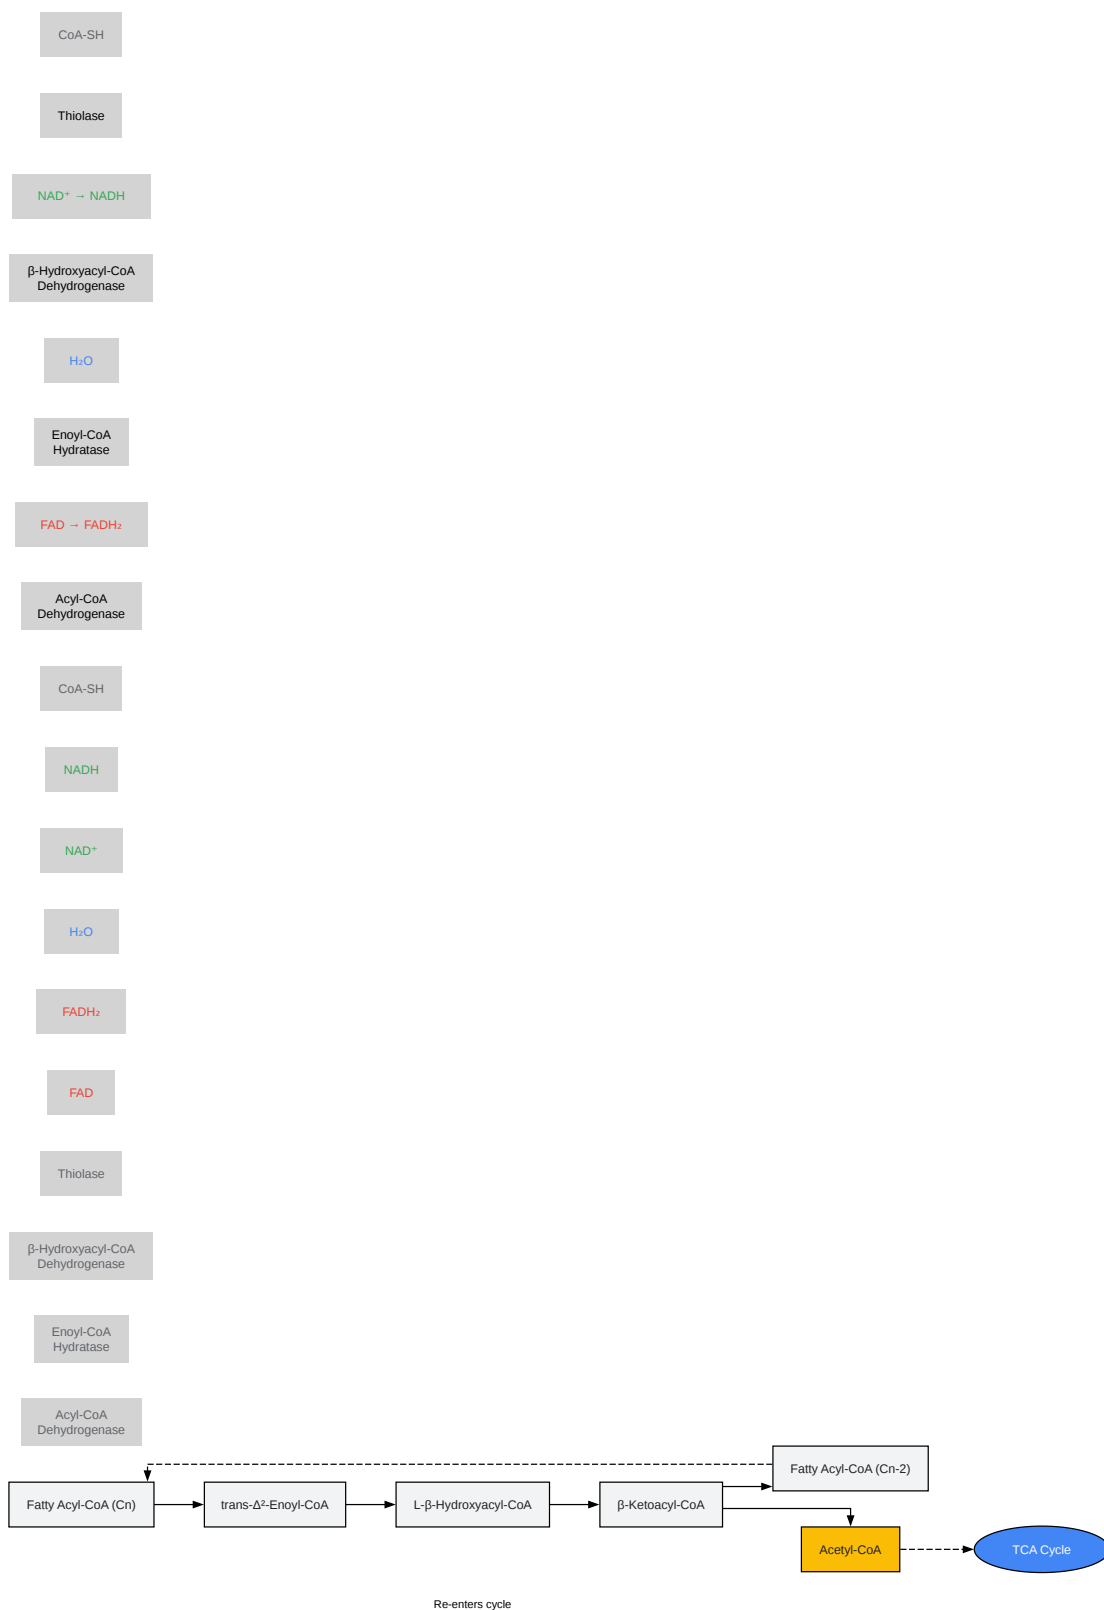 CoA-SH
Thiolase
NAD⁺ → NADH
β-Hydroxyacyl-CoA
Dehydrogenase
H₂O
Enoyl-CoA
Hydratase
FAD → FADH₂
Acyl-CoA
Dehydrogenase
CoA-SH
NADH
NAD⁺
H₂O
FADH₂
FAD
Thiolase
β-Hydroxyacyl-CoA
Dehydrogenase
Enoyl-CoA
Hydratase
Acyl-CoA
Dehydrogenase
Fatty Acyl-CoA (Cn-2)
Fatty Acyl-CoA (Cn)
trans-Δ²-Enoyl-CoA
L-β-Hydroxyacyl-CoA
β-Ketoacyl-CoA
Acetyl-CoA
TCA Cycle
Re-enters cycle